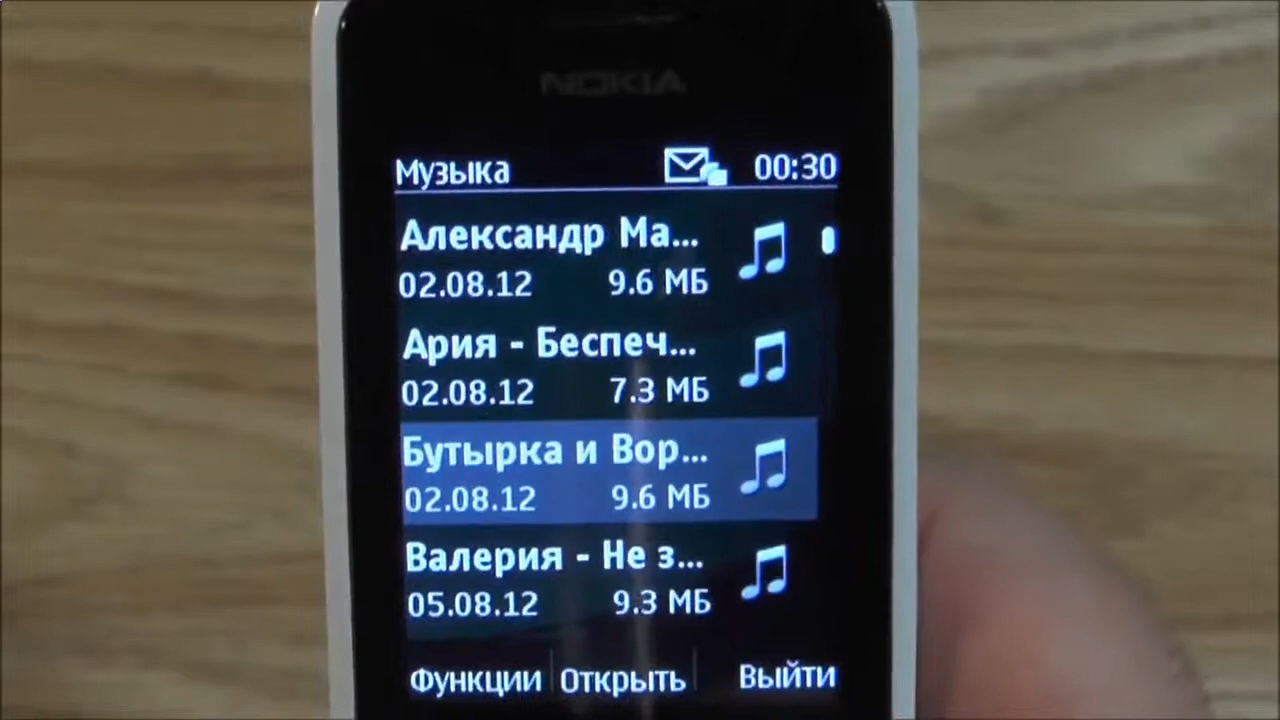 NOKIA
Музыка 00:30
Александр Ма...
02.08.12 9.6 МБ
Ария - Беспеч...
02.08.12 7.3 МБ
Бутырка и Вор...
02.08.12 9.6 МБ
Валерия - Не з...
05.08.12 9.3 МБ
Функции Открыть Выйти